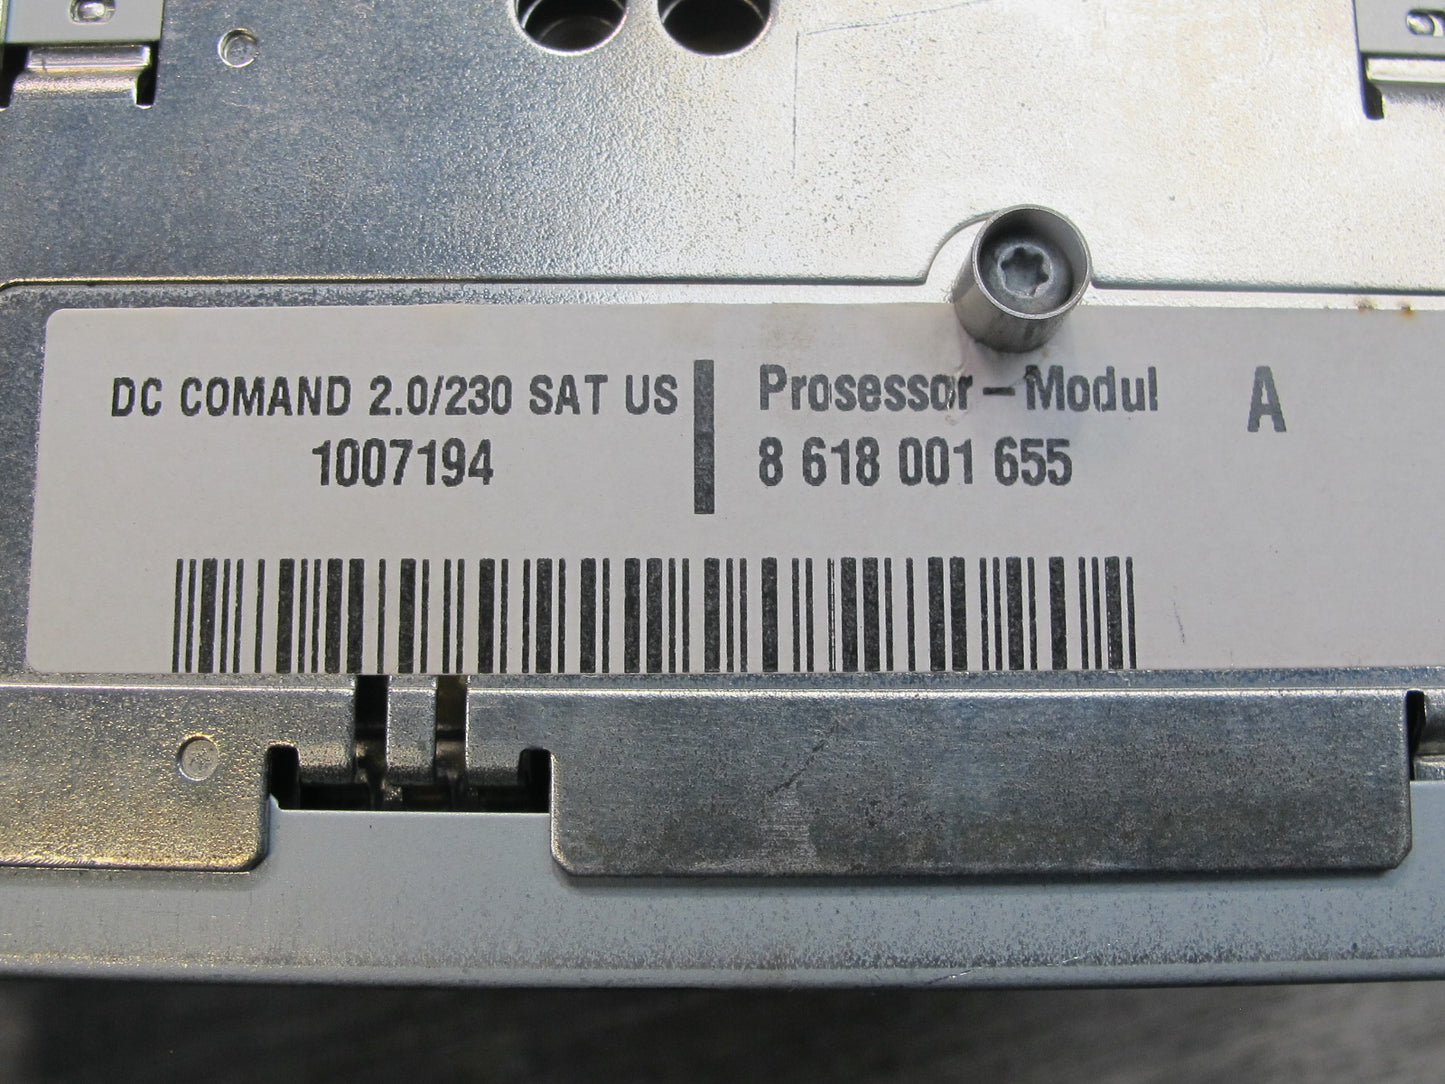 DC COMAND 2.0/230 SAT US
1007194
Prosessor – Modul
8 618 001 655
A